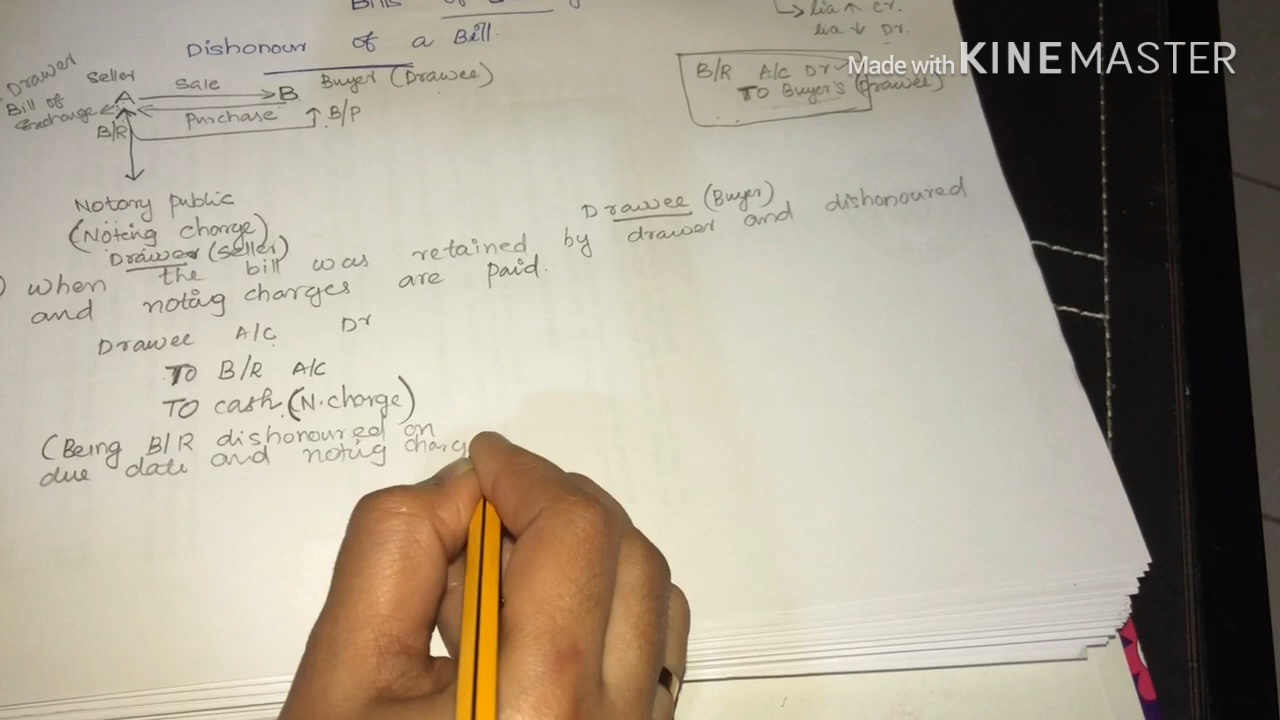 Bills of
Dishonour of a Bill.
→ lia ↑ Cr.
lia ↓ Dr.
Made with KINEMASTER
B/R A/C Dr
TO Buyer's (Drawee)
Drawer Seller Sale Buyer (Drawee)
Bill of Exchange A B
Purchase
B/R B/P
Notary public
(Noting charge)
Drawer (Seller) Drawee (Buyer)
) when the bill was retained by drawer and dishonoured
and noting charges are paid.
Drawee A/C Dr
TO B/R A/C
TO cash (N. charge)
(Being B/R dishonoured on
due date and noting charg